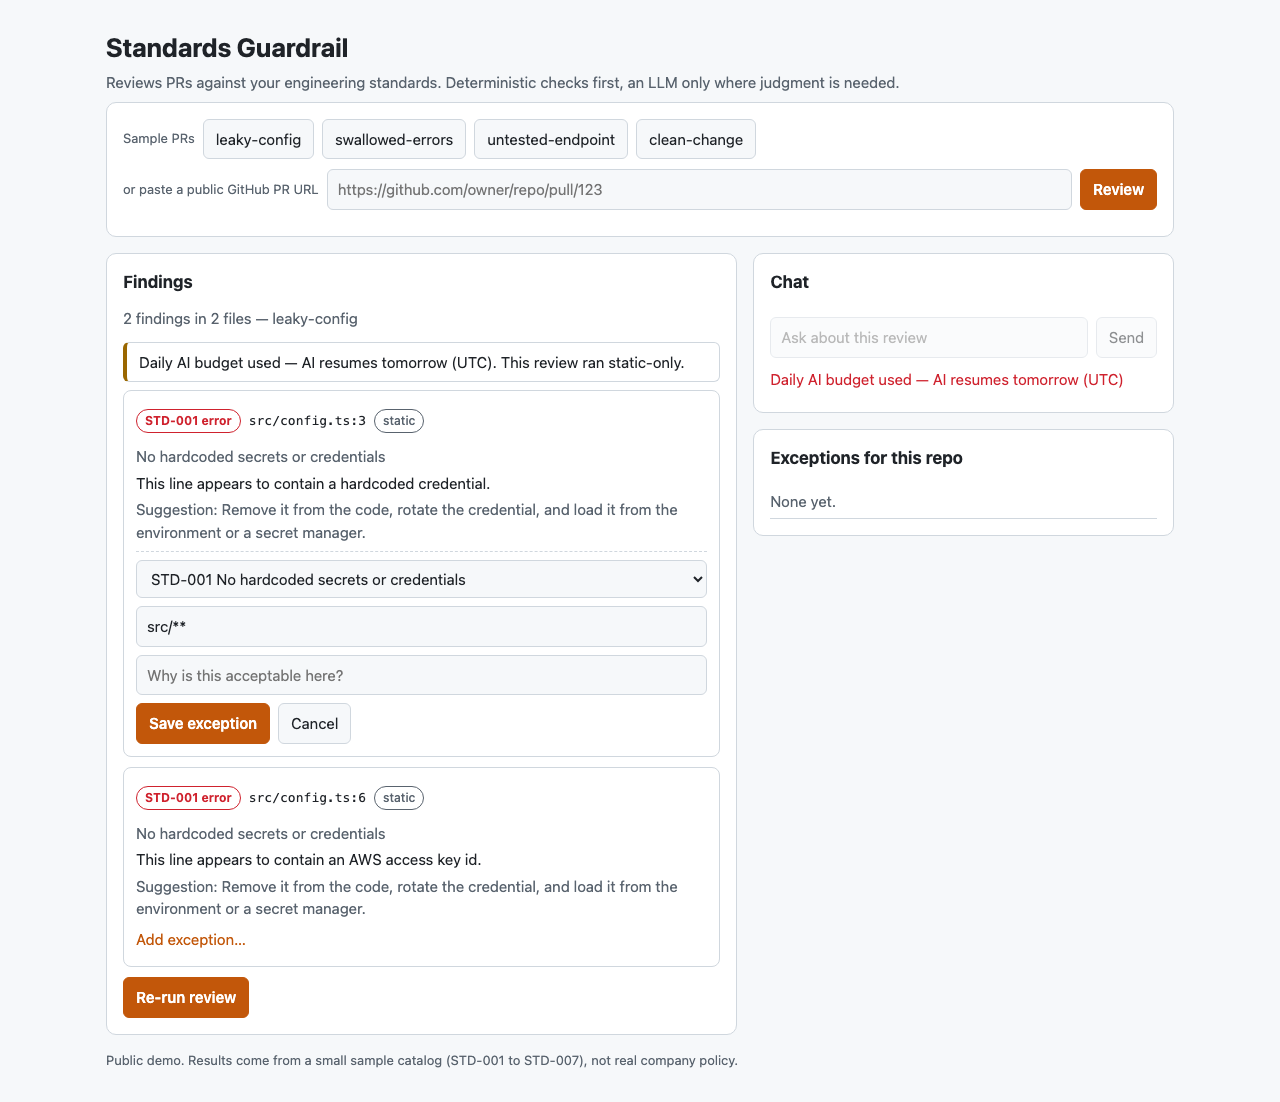 Standards Guardrail
Reviews PRs against your engineering standards. Deterministic checks first, an LLM only where judgment is needed.
Sample PRs leaky-config swallowed-errors untested-endpoint clean-change
or paste a public GitHub PR URL https://github.com/owner/repo/pull/123 Review
Findings
2 findings in 2 files — leaky-config
Daily AI budget used — AI resumes tomorrow (UTC). This review ran static-only.
STD-001 error src/config.ts:3 static
No hardcoded secrets or credentials
This line appears to contain a hardcoded credential.
Suggestion: Remove it from the code, rotate the credential, and load it from the
environment or a secret manager.
STD-001 No hardcoded secrets or credentials
src/**
Why is this acceptable here?
Save exception Cancel
STD-001 error src/config.ts:6 static
No hardcoded secrets or credentials
This line appears to contain an AWS access key id.
Suggestion: Remove it from the code, rotate the credential, and load it from the
environment or a secret manager.
Add exception...
Re-run review
Chat
Ask about this review Send
Daily AI budget used — AI resumes tomorrow (UTC)
Exceptions for this repo
None yet.
Public demo. Results come from a small sample catalog (STD-001 to STD-007), not real company policy.